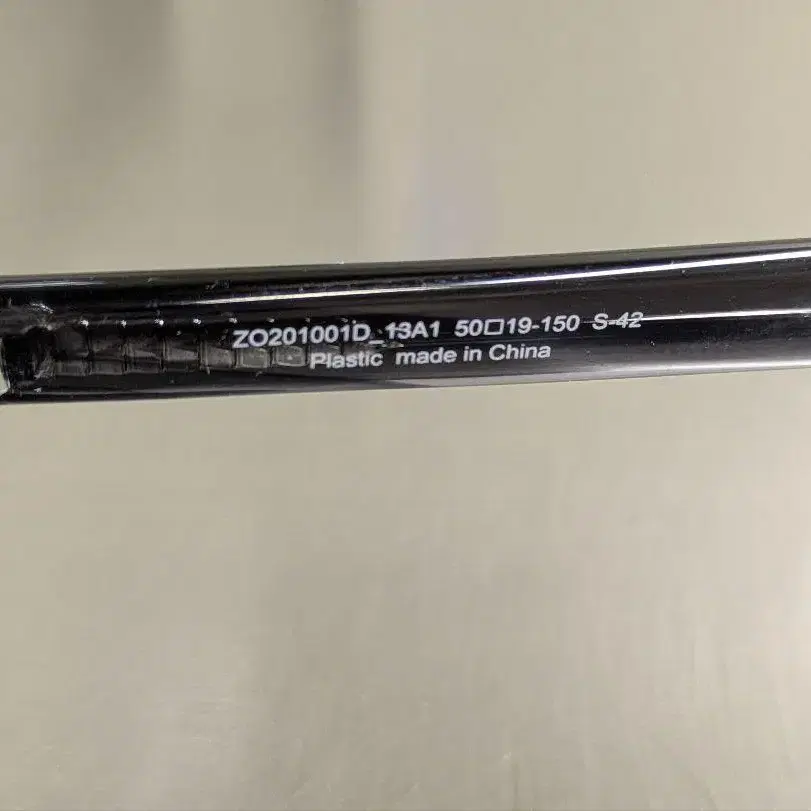 ZO201001D_13A1 50□19-150 S-42
Plastic made in China